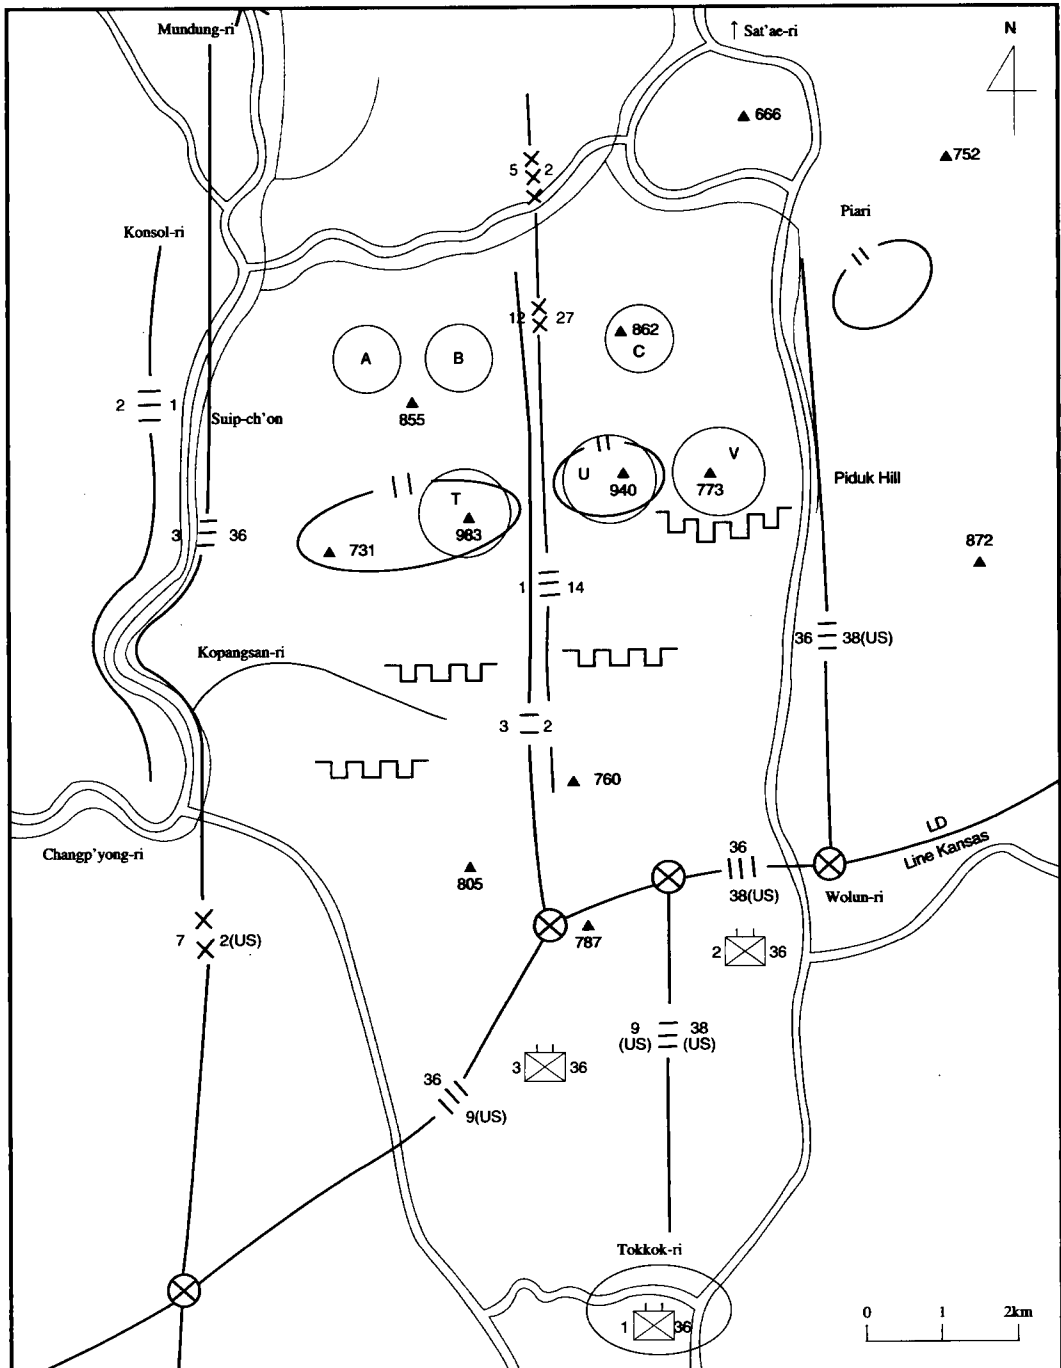 Mundung-ri
↑ Sat'ae-ri
N
666
752
5 2
Piari
Konsol-ri
12 27
862
C
A
B
2 1
Suip-ch'on
855
U
940
V
773
Piduk Hill
T
983
3 36
731
872
1 14
36 38(US)
Kopangsan-ri
3 2
760
LD
Line Kansas
Changp'yong-ri
805
36
38(US)
Wolun-ri
7 2(US)
787
2 36
9
(US)
38
(US)
3 36
36
9(US)
Tokkok-ri
1 36
0 1 2km